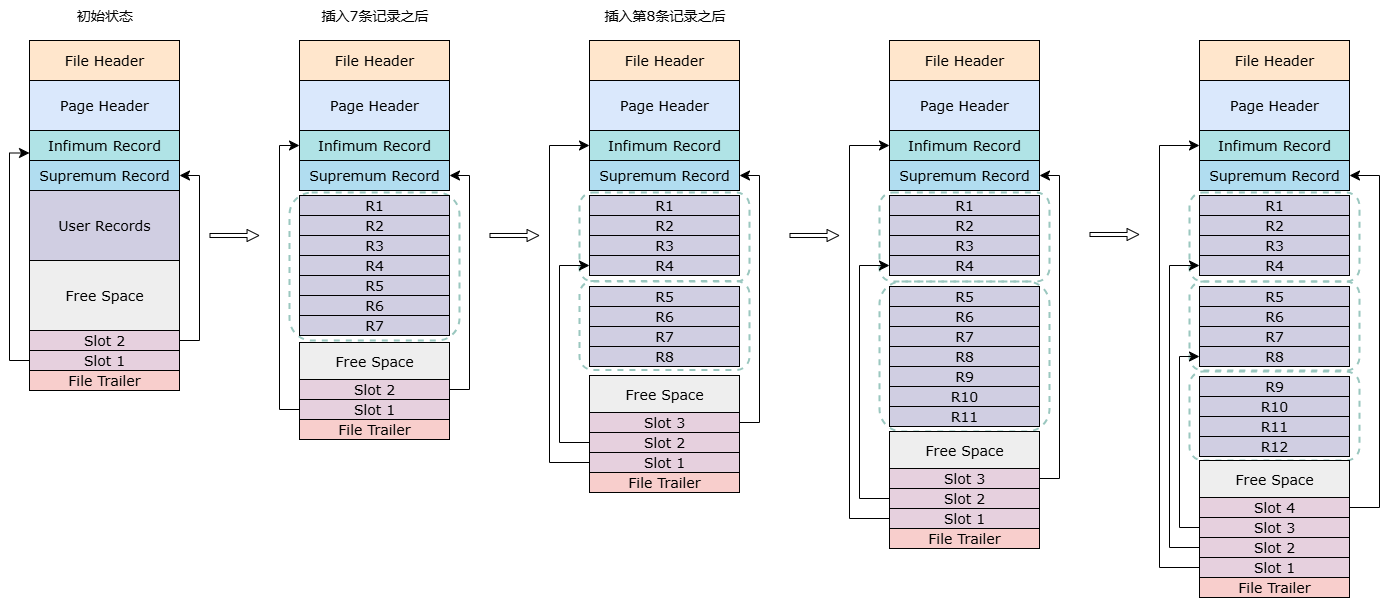 初始状态
File Header
Page Header
Infimum Record
Supremum Record
User Records
Free Space
Slot 2
Slot 1
File Trailer
插入7条记录之后
File Header
Page Header
Infimum Record
Supremum Record
R1
R2
R3
R4
R5
R6
R7
Free Space
Slot 2
Slot 1
File Trailer
插入第8条记录之后
File Header
Page Header
Infimum Record
Supremum Record
R1
R2
R3
R4
R5
R6
R7
R8
Free Space
Slot 3
Slot 2
Slot 1
File Trailer
File Header
Page Header
Infimum Record
Supremum Record
R1
R2
R3
R4
R5
R6
R7
R8
R9
R10
R11
Free Space
Slot 3
Slot 2
Slot 1
File Trailer
File Header
Page Header
Infimum Record
Supremum Record
R1
R2
R3
R4
R5
R6
R7
R8
R9
R10
R11
R12
Free Space
Slot 4
Slot 3
Slot 2
Slot 1
File Trailer